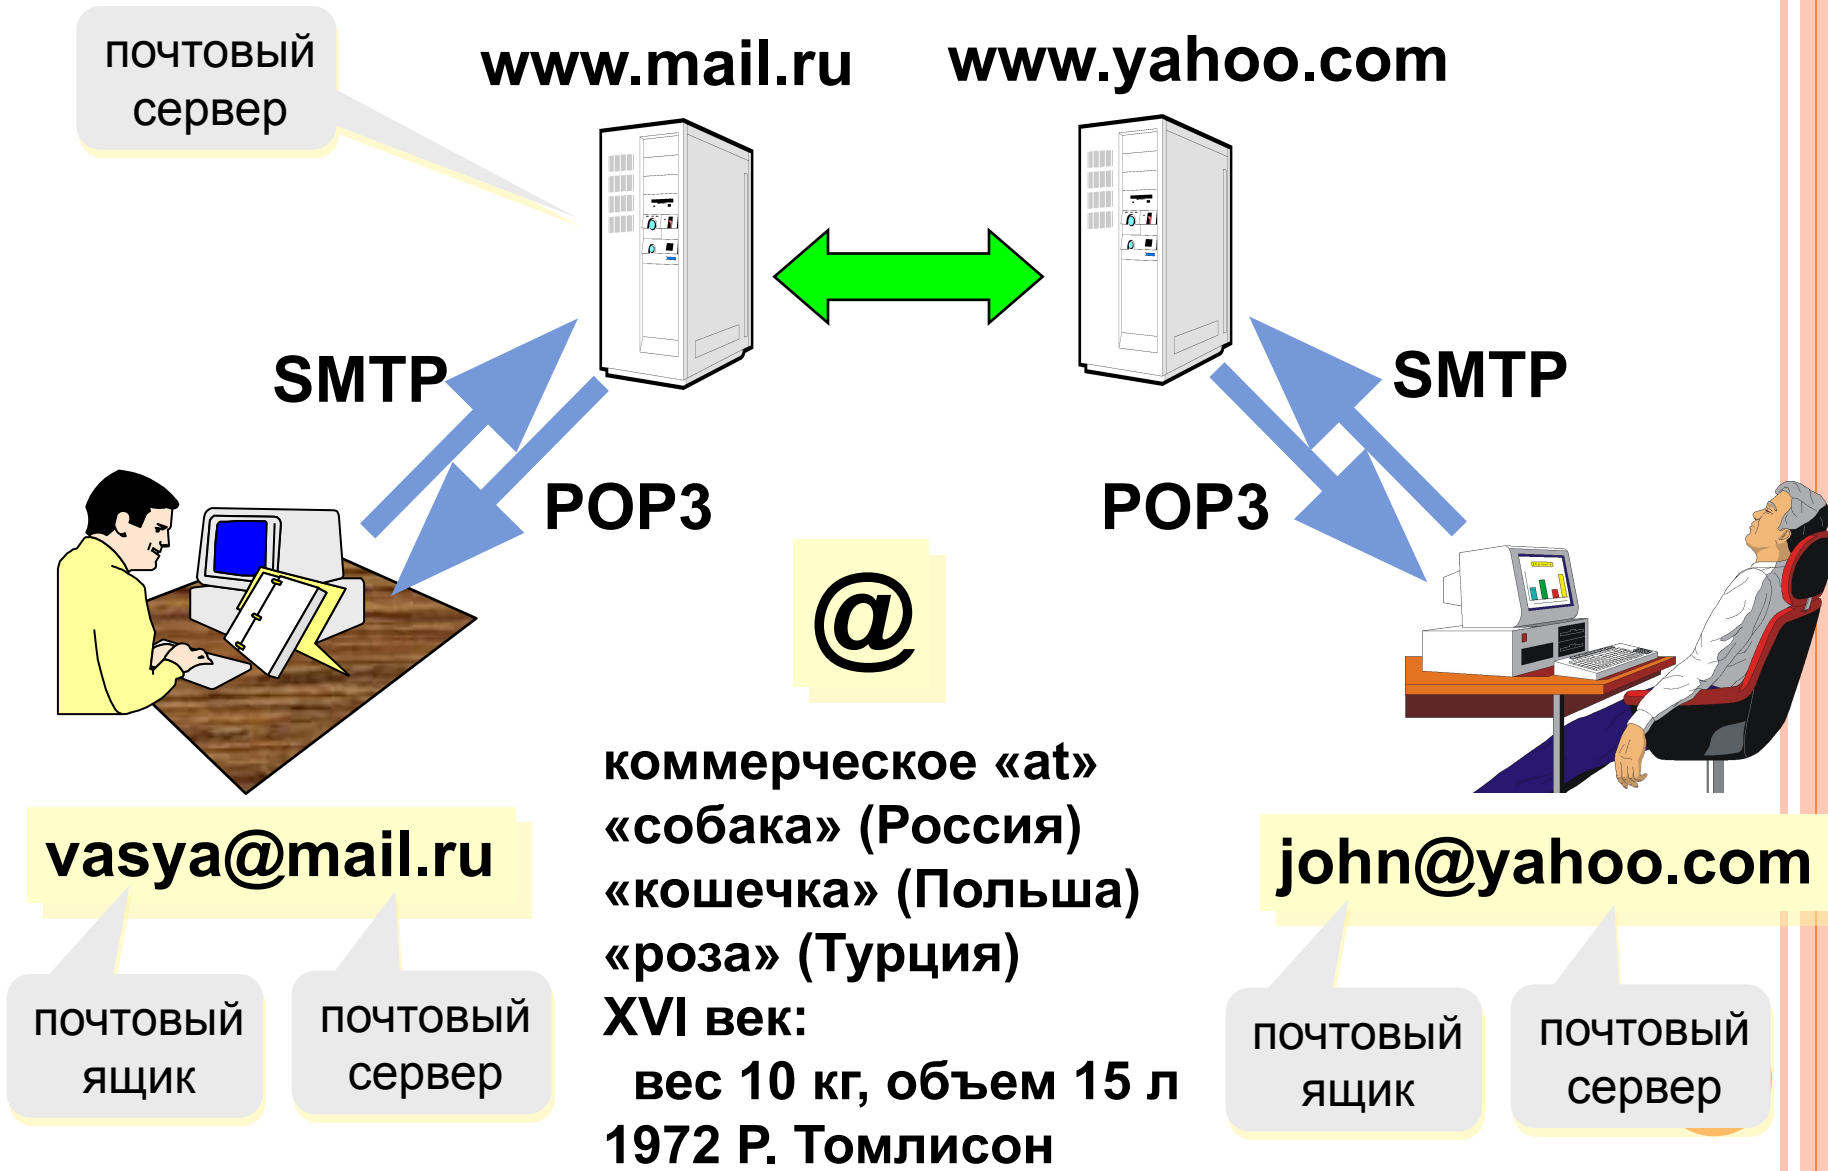 почтовый
сервер
www.mail.ru
www.yahoo.com
SMTP
SMTP
POP3
POP3
@
коммерческое «at»
«собака» (Россия)
«кошечка» (Польша)
«роза» (Турция)
XVI век:
вес 10 кг, объем 15 л
1972 Р. Томлисон
vasya@mail.ru
почтовый
ящик
почтовый
сервер
john@yahoo.com
почтовый
ящик
почтовый
сервер